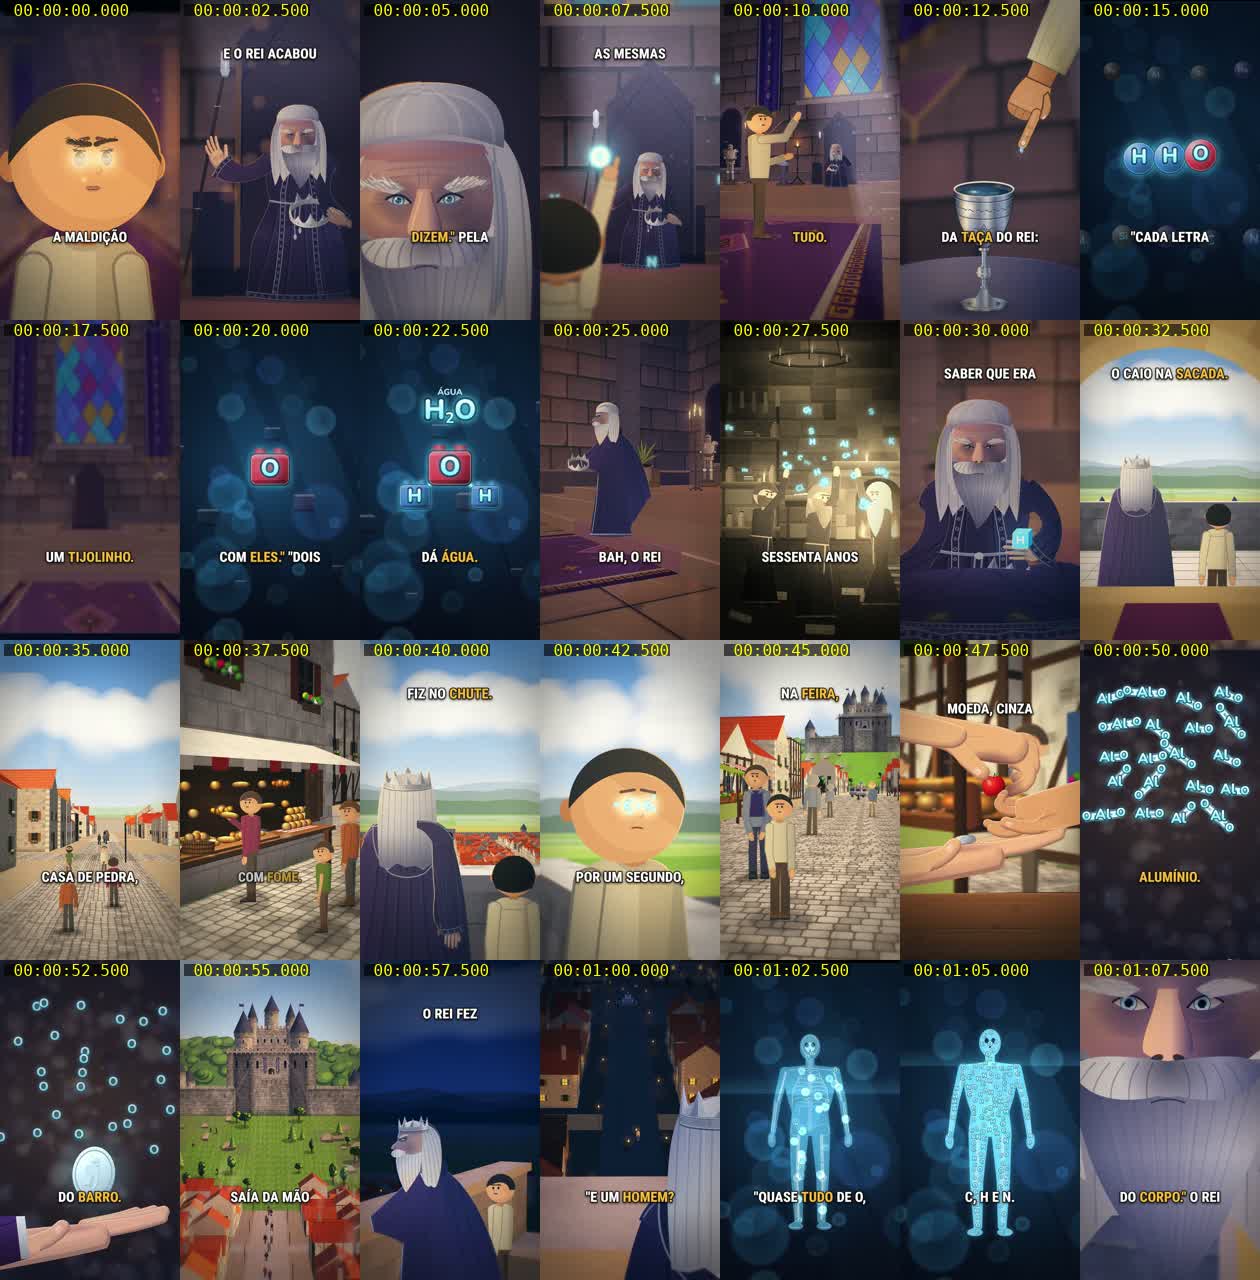 00:00:00.000
A MALDIÇÃO
00:00:02.500
E O REI ACABOU
00:00:05.000
DIZEM." PELA
00:00:07.500
AS MESMAS
N
00:00:10.000
TUDO.
00:00:12.500
DA TAÇA DO REI:
00:00:15.000
H H O
"CADA LETRA
00:00:17.500
UM TIJOLINHO.
00:00:20.000
O
COM ELES." "DOIS
00:00:22.500
ÁGUA
H₂O
O
H H
DÁ ÁGUA.
00:00:25.000
BAH, O REI
00:00:27.500
SESSENTA ANOS
00:00:30.000
SABER QUE ERA
H
00:00:32.500
O CAIO NA SACADA.
00:00:35.000
CASA DE PEDRA,
00:00:37.500
COM FOME
00:00:40.000
FIZ NO CHUTE.
00:00:42.500
POR UM SEGUNDO,
00:00:45.000
NA FEIRA,
00:00:47.500
MOEDA, CINZA
00:00:50.000
ALUMÍNIO.
00:00:52.500
DO BARRO.
00:00:55.000
SAÍA DA MÃO
00:00:57.500
O REI FEZ
00:01:00.000
"E UM HOMEM?
00:01:02.500
"QUASE TUDO DE O,
00:01:05.000
C, H E N.
00:01:07.500
DO CORPO." O REI